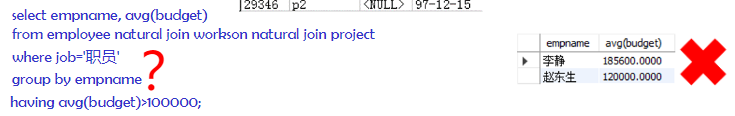 29346 p2 <NULL> 97-12-15
select empname, avg(budget)
from employee natural join workson natural join project
where job='职员'
group by empname
having avg(budget)>100000;
?
empname avg(budget)
李静 185600.0000
赵东生 120000.0000